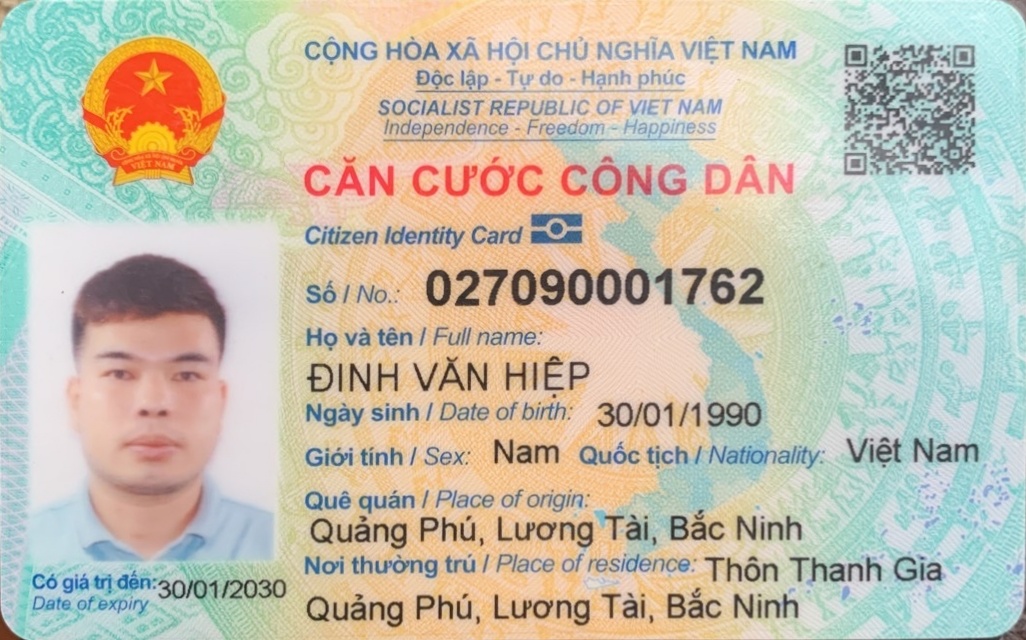 CỘNG HÒA XÃ HỘI CHỦ NGHĨA VIỆT NAM
Độc lập - Tự do - Hạnh phúc
SOCIALIST REPUBLIC OF VIET NAM
Independence - Freedom - Happiness
CĂN CƯỚC CÔNG DÂN
Citizen Identity Card
Số / No.: 027090001762
Họ và tên / Full name:
ĐINH VĂN HIỆP
Ngày sinh / Date of birth: 30/01/1990
Giới tính / Sex: Nam Quốc tịch / Nationality: Việt Nam
Quê quán / Place of origin:
Quảng Phú, Lương Tài, Bắc Ninh
Nơi thường trú / Place of residence: Thôn Thanh Gia
Quảng Phú, Lương Tài, Bắc Ninh
Có giá trị đến: 30/01/2030
Date of expiry
VIỆT NAM